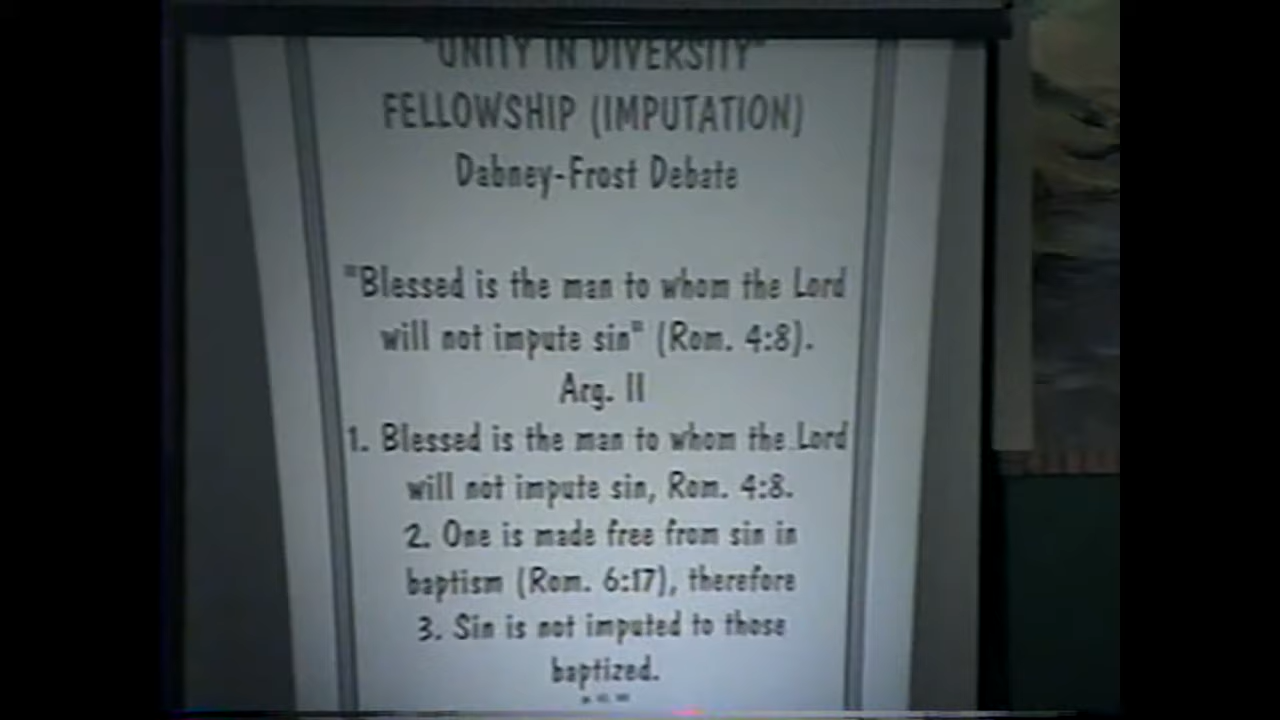 "UNITY IN DIVERSITY"
FELLOWSHIP (IMPUTATION)
Dabney-Frost Debate
"Blessed is the man to whom the Lord
will not impute sin" (Rom. 4:8).
Arg. II
1. Blessed is the man to whom the Lord
will not impute sin, Rom. 4:8.
2. One is made free from sin in
baptism (Rom. 6:17), therefore
3. Sin is not imputed to those
baptized.